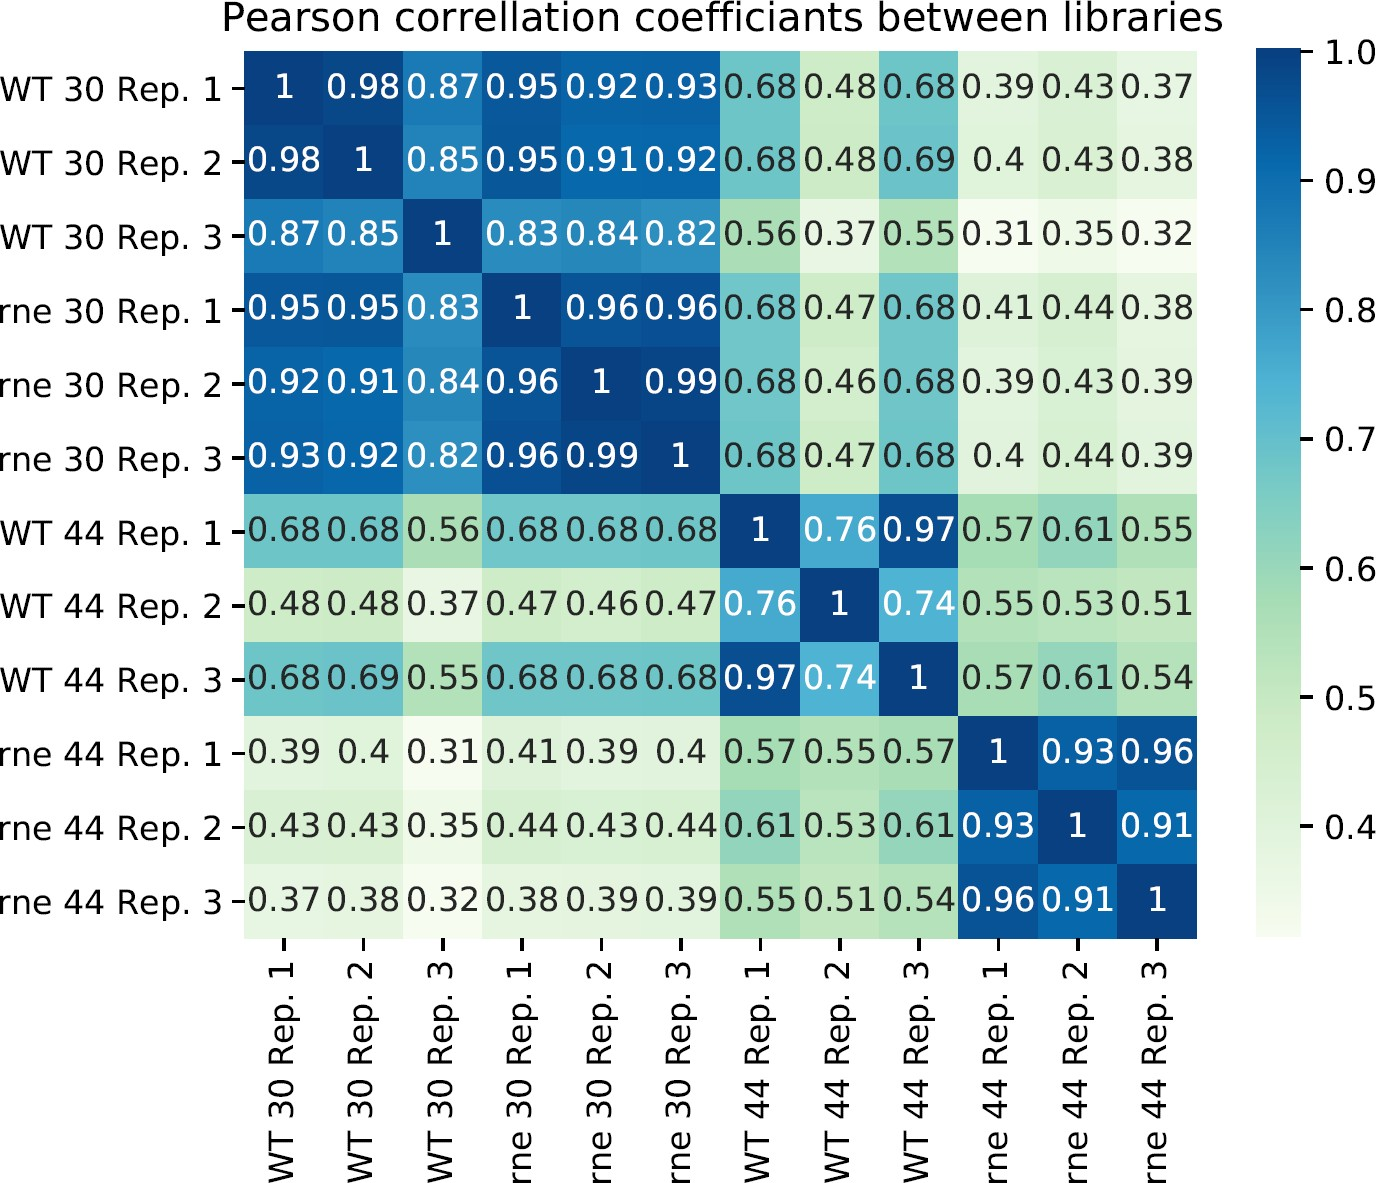 Pearson correllation coefficiants between libraries
WT 30 Rep. 1 1 0.98 0.87 0.95 0.92 0.93 0.68 0.48 0.68 0.39 0.43 0.37
WT 30 Rep. 2 0.98 1 0.85 0.95 0.91 0.92 0.68 0.48 0.69 0.4 0.43 0.38
WT 30 Rep. 3 0.87 0.85 1 0.83 0.84 0.82 0.56 0.37 0.55 0.31 0.35 0.32
rne 30 Rep. 1 0.95 0.95 0.83 1 0.96 0.96 0.68 0.47 0.68 0.41 0.44 0.38
rne 30 Rep. 2 0.92 0.91 0.84 0.96 1 0.99 0.68 0.46 0.68 0.39 0.43 0.39
rne 30 Rep. 3 0.93 0.92 0.82 0.96 0.99 1 0.68 0.47 0.68 0.4 0.44 0.39
WT 44 Rep. 1 0.68 0.68 0.56 0.68 0.68 0.68 1 0.76 0.97 0.57 0.61 0.55
WT 44 Rep. 2 0.48 0.48 0.37 0.47 0.46 0.47 0.76 1 0.74 0.55 0.53 0.51
WT 44 Rep. 3 0.68 0.69 0.55 0.68 0.68 0.68 0.97 0.74 1 0.57 0.61 0.54
rne 44 Rep. 1 0.39 0.4 0.31 0.41 0.39 0.4 0.57 0.55 0.57 1 0.93 0.96
rne 44 Rep. 2 0.43 0.43 0.35 0.44 0.43 0.44 0.61 0.53 0.61 0.93 1 0.91
rne 44 Rep. 3 0.37 0.38 0.32 0.38 0.39 0.39 0.55 0.51 0.54 0.96 0.91 1
WT 30 Rep. 1
WT 30 Rep. 2
WT 30 Rep. 3
rne 30 Rep. 1
rne 30 Rep. 2
rne 30 Rep. 3
WT 44 Rep. 1
WT 44 Rep. 2
WT 44 Rep. 3
rne 44 Rep. 1
rne 44 Rep. 2
rne 44 Rep. 3
1.0
0.9
0.8
0.7
0.6
0.5
0.4